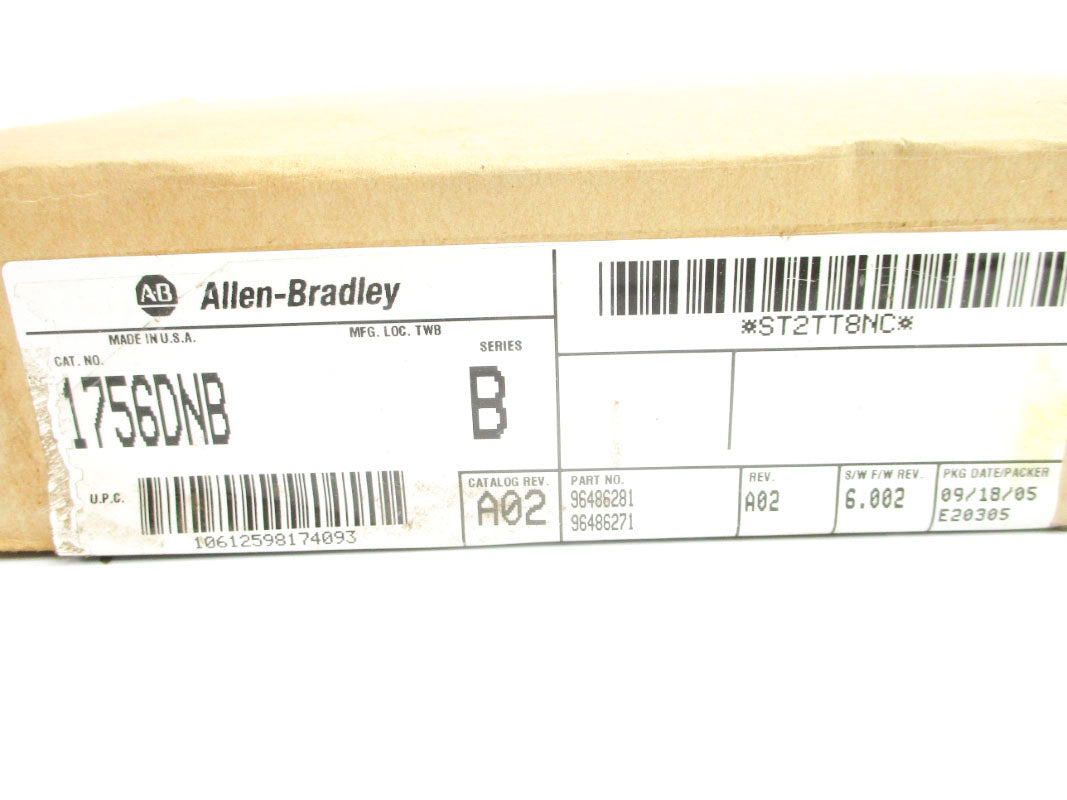 A·B Allen-Bradley
MADE IN U.S.A. MFG. LOC. TWB
CAT. NO. SERIES
1756DNB B
U.P.C.
10612598174093
CATALOG REV.
A02
*ST2TT8NC*
PART NO.
96486281
96486271
REV.
A02
S/W F/W REV.
6.002
PKG DATE/PACKER
09/18/05
E20305